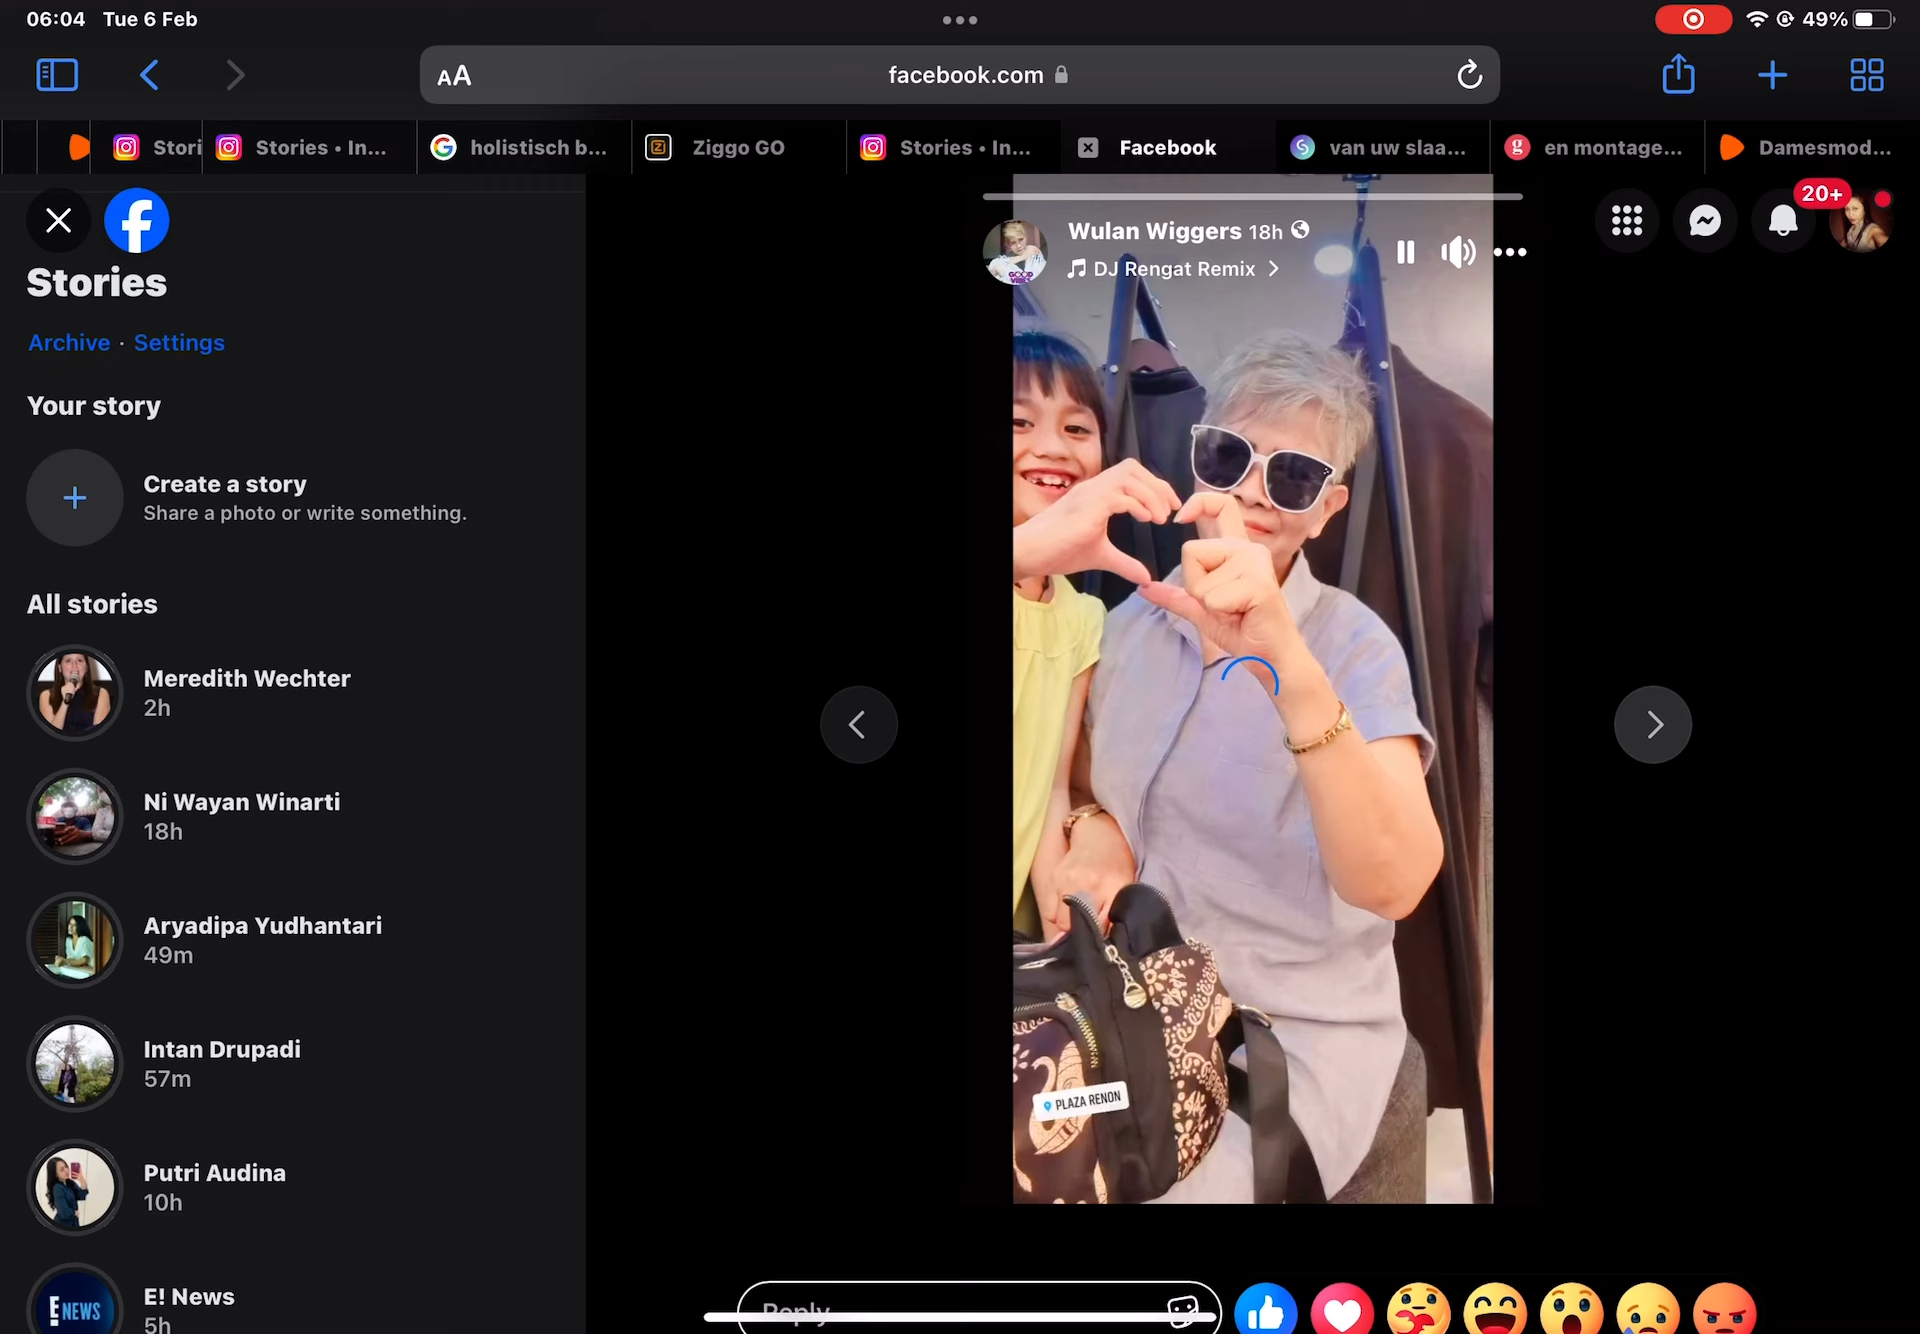 06:04 Tue 6 Feb
49%
AA
facebook.com
Stori
Stories • In...
holistisch b...
Ziggo GO
Stories • In...
Facebook
van uw slaa...
en montage...
Damesmod...
20+
Stories
Archive · Settings
Your story
Create a story
Share a photo or write something.
All stories
Meredith Wechter
2h
Ni Wayan Winarti
18h
Aryadipa Yudhantari
49m
Intan Drupadi
57m
Putri Audina
10h
E! News
5h
E NEWS
Wulan Wiggers 18h
DJ Rengat Remix
GOOD
VIBES
PLAZA RENON
Reply